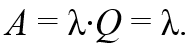 A = λ·Q = λ.